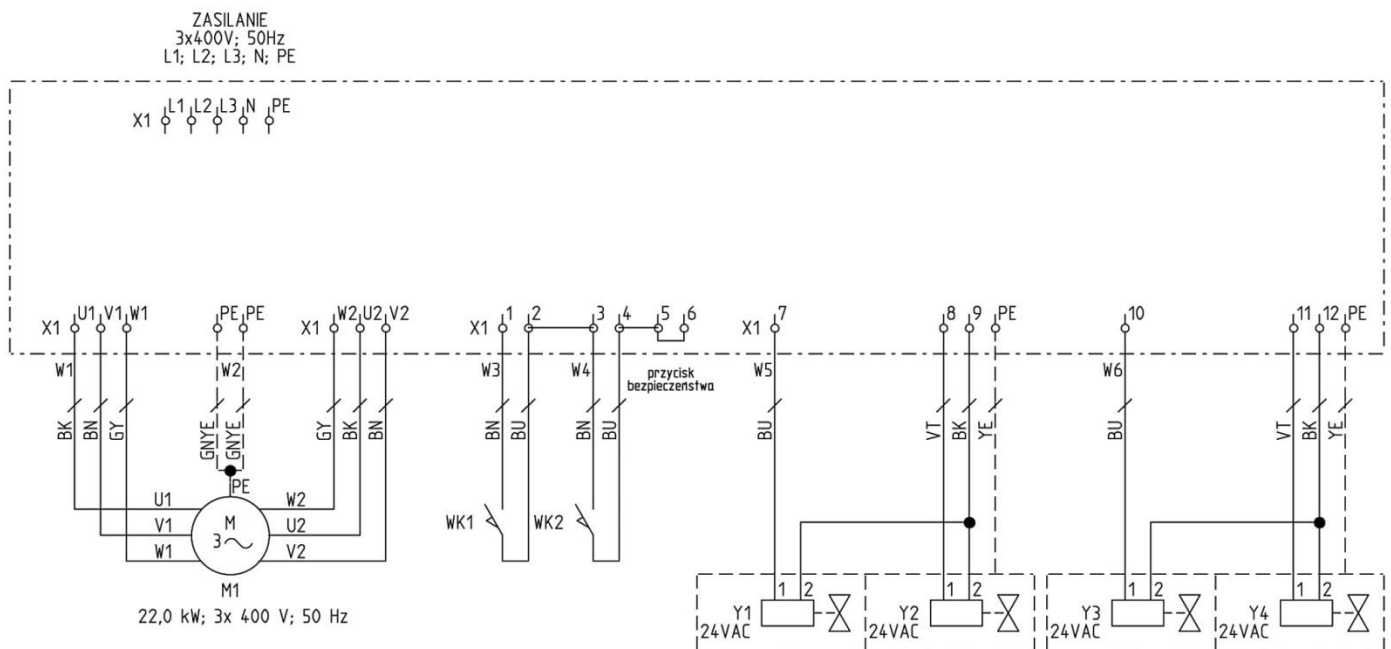 ZASILANIE
3x400V; 50Hz
L1; L2; L3; N; PE
X1 L1 L2 L3 N PE
X1 U1 V1 W1 PE PE X1 W2 U2 V2 X1 1 2 3 4 5 6 X1 7 8 9 PE 10 11 12 PE
W1 W2 W3 W4 przycisk W5 W6
bezpieczeństwa
BK BN GY GNYE GNYE GY BK BN BN BU BN BU BU VT BK YE BU VT BK YE
PE
U1 M W2
V1 3 U2
W1 V2
WK1 WK2
M1
22,0 kW; 3x 400 V; 50 Hz
1 2 1 2 1 2 1 2
Y1 Y2 Y3 Y4
24VAC 24VAC 24VAC 24VAC